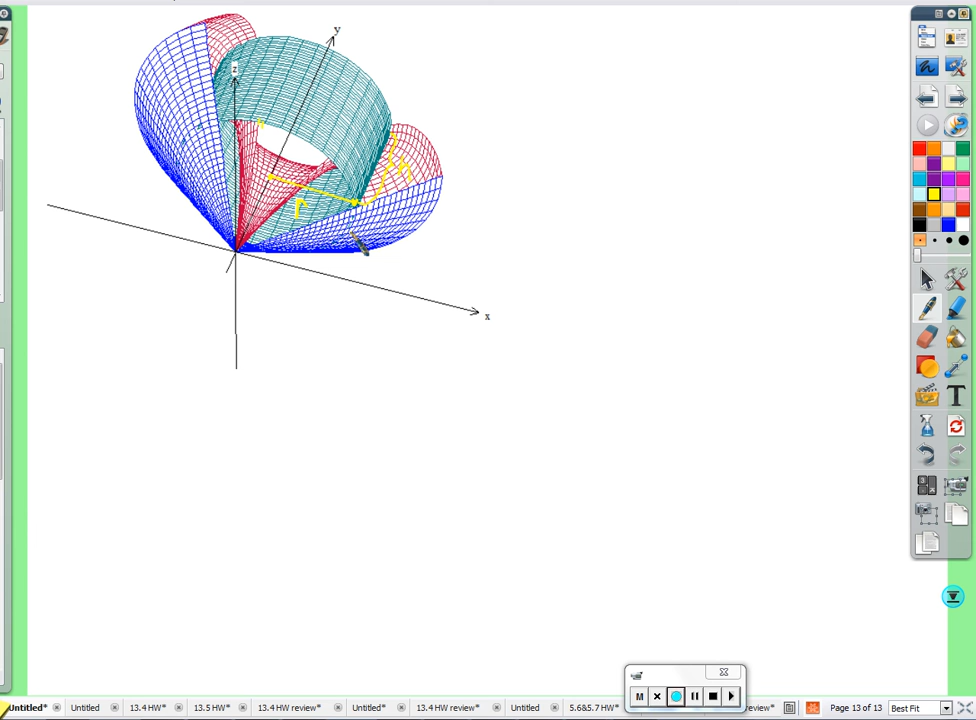 y
z
h
r
x
T
M
Untitled*
Untitled
13.4 HW*
13.5 HW*
13.4 HW review*
Untitled*
13.4 HW review*
Untitled
5.6&5.7 HW*
review*
Page 13 of 13
Best Fit